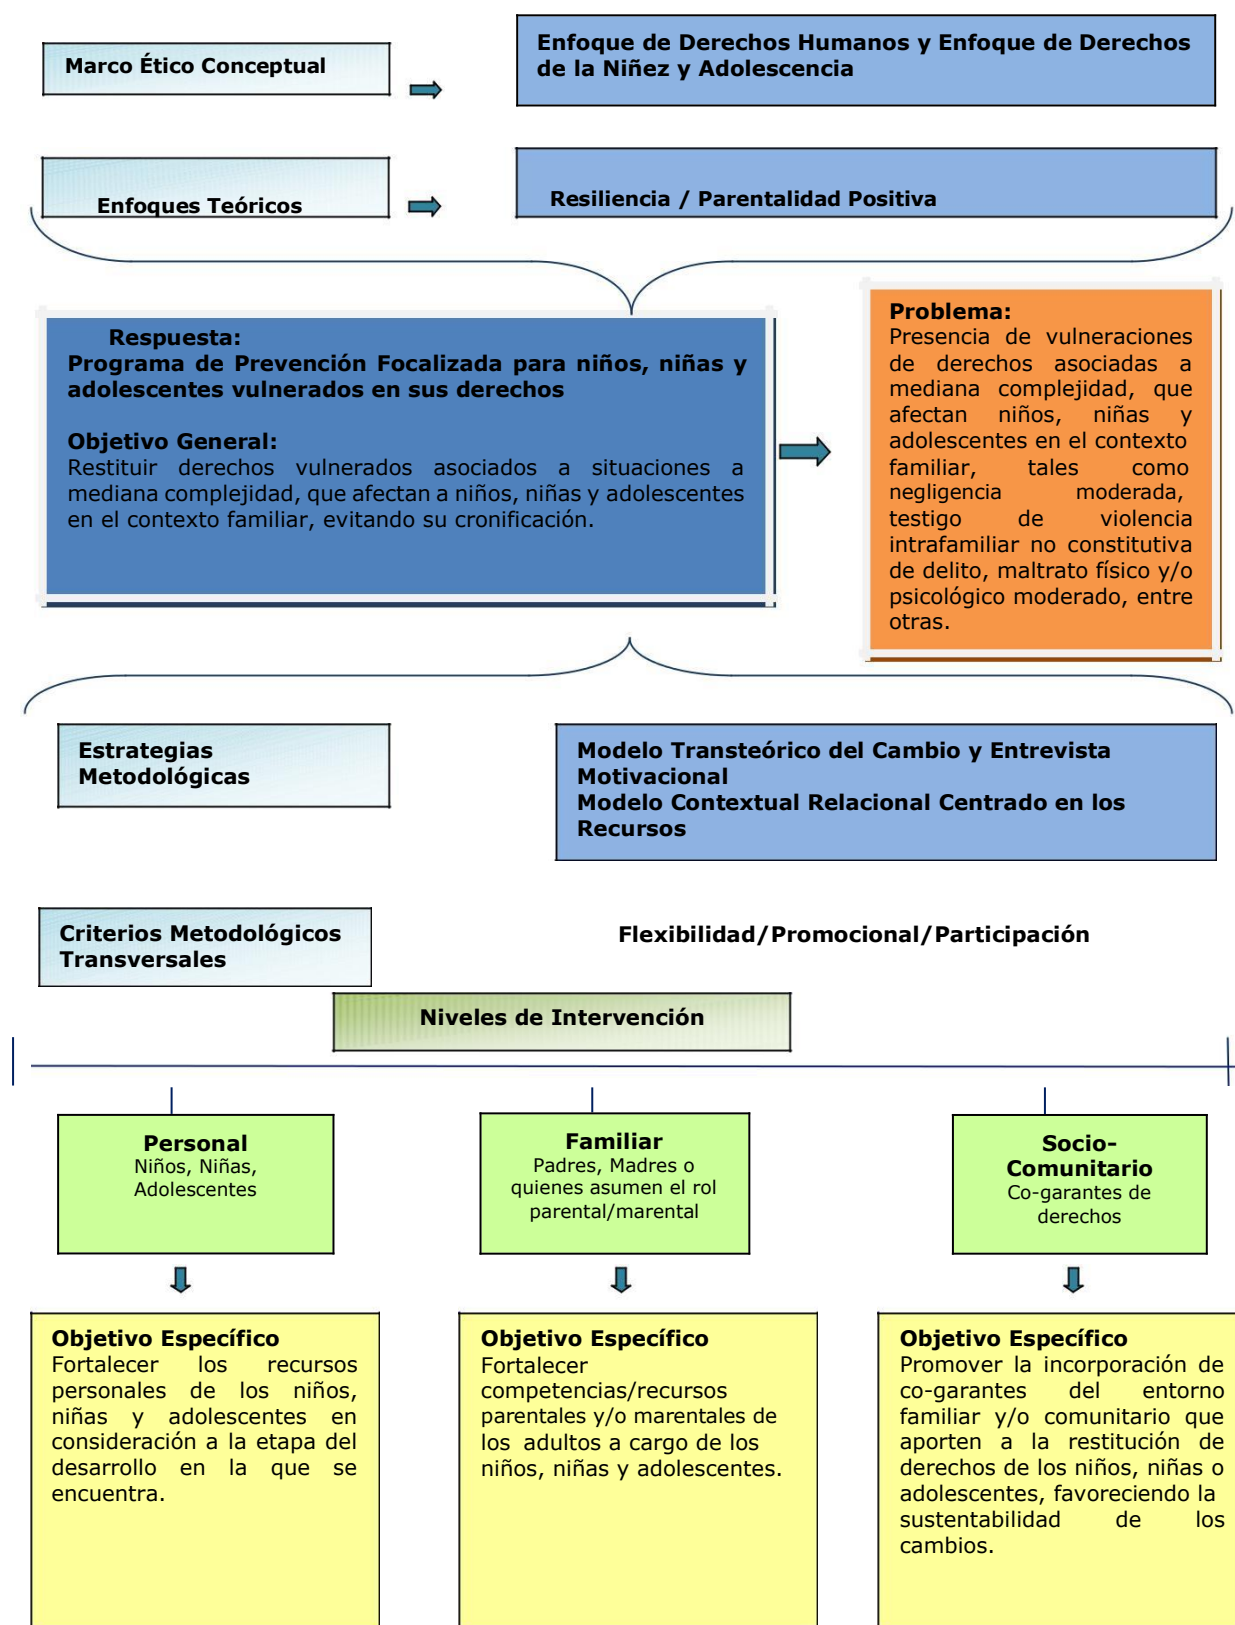 Marco Ético Conceptual
Enfoque de Derechos Humanos y Enfoque de Derechos
de la Niñez y Adolescencia
Enfoques Teóricos
Resiliencia / Parentalidad Positiva
Respuesta:
Programa de Prevención Focalizada para niños, niñas y
adolescentes vulnerados en sus derechos
Objetivo General:
Restituir derechos vulnerados asociados a situaciones a
mediana complejidad, que afectan a niños, niñas y adolescentes
en el contexto familiar, evitando su cronificación.
Problema:
Presencia de vulneraciones
de derechos asociadas a
mediana complejidad, que
afectan niños, niñas y
adolescentes en el contexto
familiar, tales como
negligencia moderada,
testigo de violencia
intrafamiliar no constitutiva
de delito, maltrato físico y/o
psicológico moderado, entre
otras.
Estrategias
Metodológicas
Modelo Transteórico del Cambio y Entrevista
Motivacional
Modelo Contextual Relacional Centrado en los
Recursos
Criterios Metodológicos
Transversales
Flexibilidad/Promocional/Participación
Niveles de Intervención
Personal
Niños, Niñas,
Adolescentes
Familiar
Padres, Madres o
quienes asumen el rol
parental/marental
Socio-
Comunitario
Co-garantes de
derechos
Objetivo Específico
Fortalecer los recursos
personales de los niños,
niñas y adolescentes en
consideración a la etapa del
desarrollo en la que se
encuentra.
Objetivo Específico
Fortalecer
competencias/recursos
parentales y/o marentales de
los adultos a cargo de los
niños, niñas y adolescentes.
Objetivo Específico
Promover la incorporación de
co-garantes del entorno
familiar y/o comunitario que
aporten a la restitución de
derechos de los niños, niñas o
adolescentes, favoreciendo la
sustentabilidad de los
cambios.